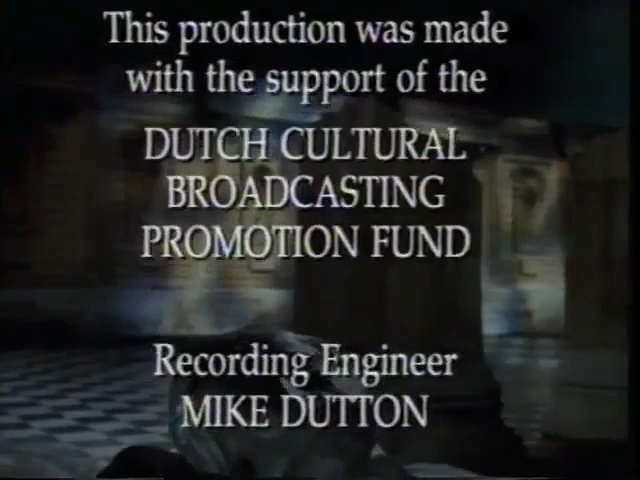 This production was made
with the support of the
DUTCH CULTURAL
BROADCASTING
PROMOTION FUND
Recording Engineer
MIKE DUTTON